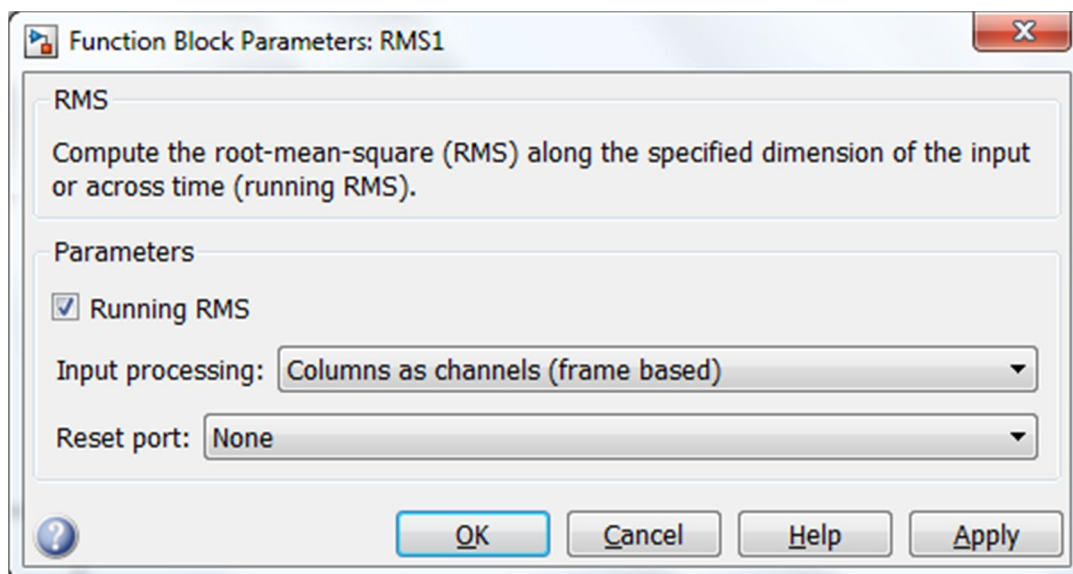 Function Block Parameters: RMS1
RMS
Compute the root-mean-square (RMS) along the specified dimension of the input
or across time (running RMS).
Parameters
Running RMS
Input processing: Columns as channels (frame based)
Reset port: None
OK Cancel Help Apply